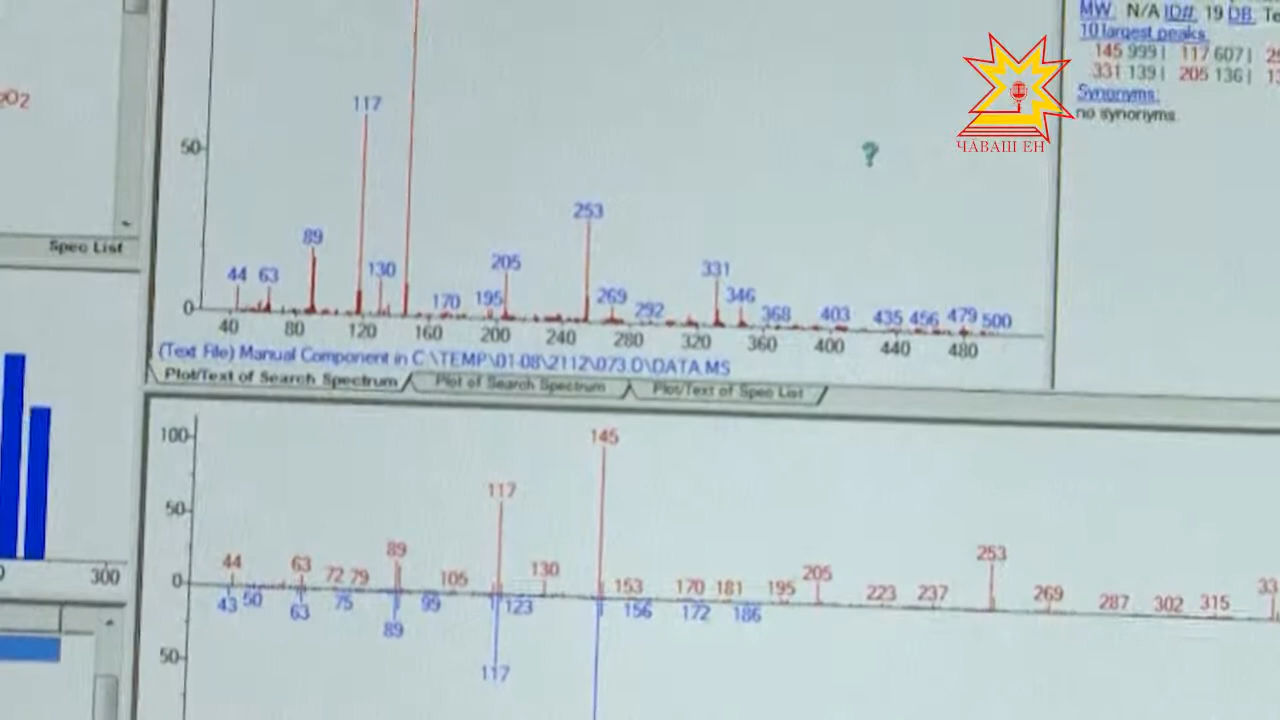 MW: N/A ID#: 19 DB: Te
10 largest peaks:
145 999 | 117 607 |
331 139 | 205 136 |
Synonyms:
no synonyms.
ЧӐВАШ ЕН
?
Spec List
50
0
117
89
44 63
130
170
195
205
253
269
292
331
346
368
403
435 456 479 500
40 80 120 160 200 240 280 320 360 400 440 480
(Text File) Manual Component in C:\TEMP\01-08\2112\073.D\DATA.MS
Plot/Text of Search Spectrum Plot of Search Spectrum Plot/Text of Spec List
100
50
0
50
145
117
44 63 72 79 89 105 130 153 170 181 195 205 223 237 253 269 287 302 315
43 50 63 75 89 99 117 123 156 172 186
300